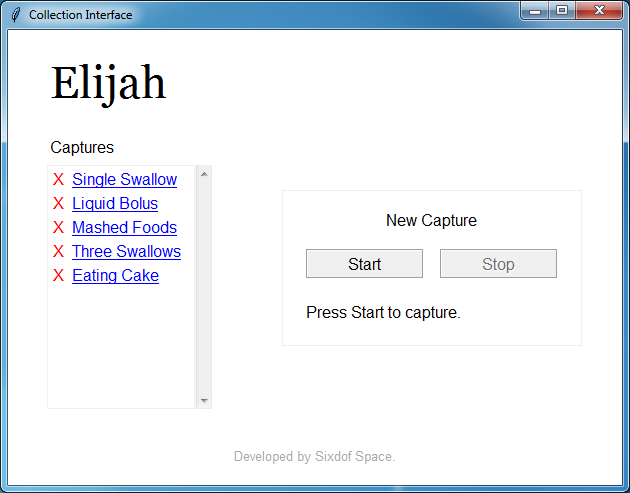 Collection Interface
Elijah
Captures
X Single Swallow
X Liquid Bolus
X Mashed Foods
X Three Swallows
X Eating Cake
New Capture
Start Stop
Press Start to capture.
Developed by Sixdof Space.